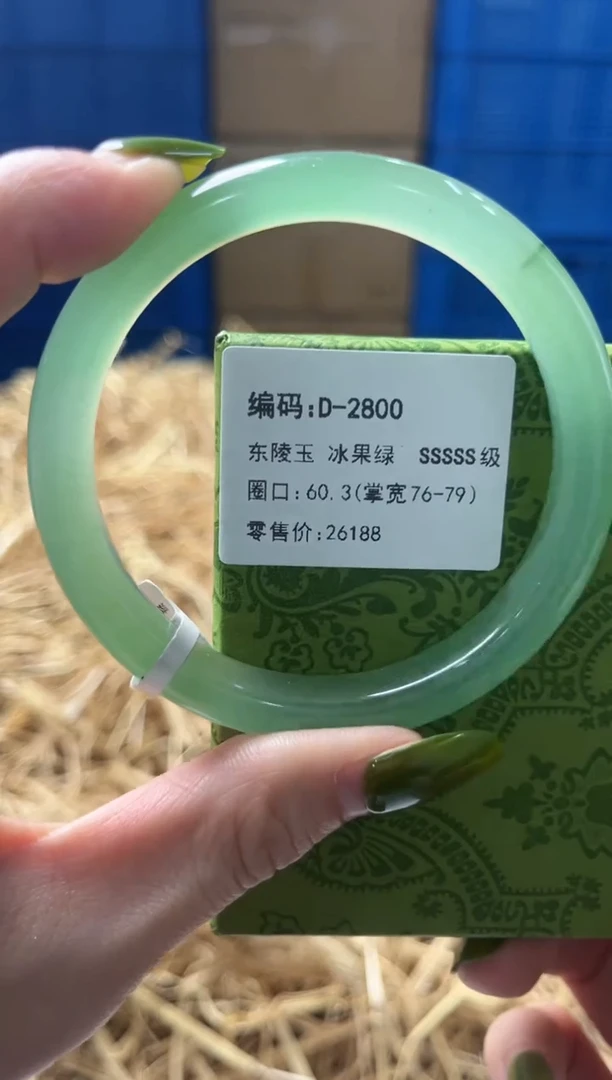 编码:D-2800
东陵玉 冰果绿 SSSSS级
圈口:60.3(掌宽76-79)
零售价:26188